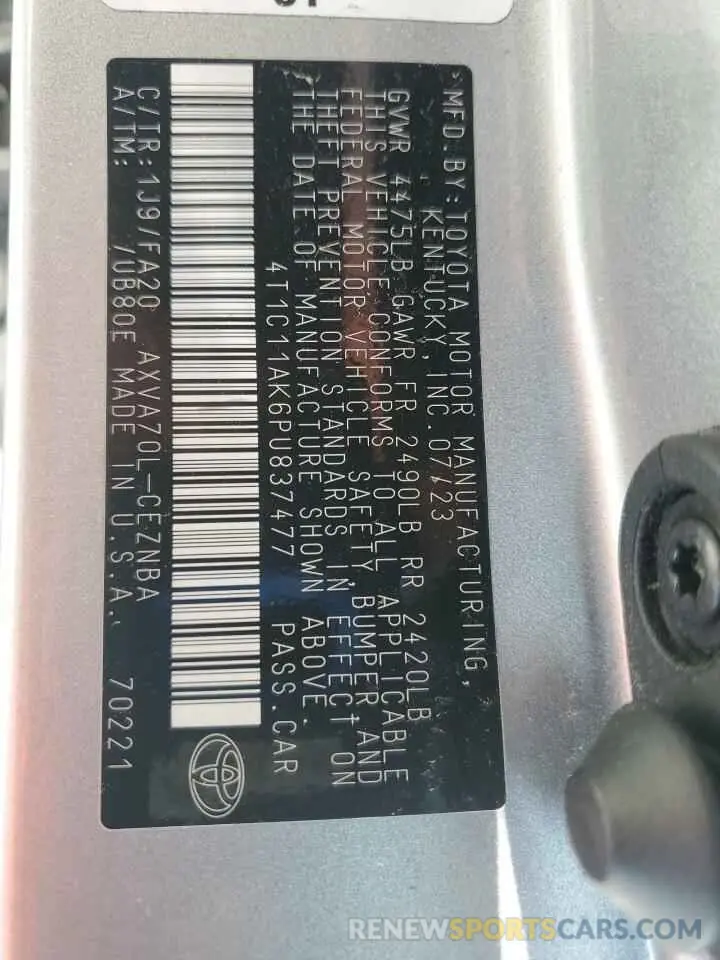 MFD. BY: TOYOTA MOTOR MANUFACTURING,
KENTUCKY, INC. 07/23
GVWR 4475LB GAWR FR 2490LB RR 2420LB
THIS VEHICLE CONFORMS TO ALL APPLICABLE
FEDERAL MOTOR VEHICLE SAFETY, BUMPER AND
THEFT PREVENTION STANDARDS IN EFFECT ON
THE DATE OF MANUFACTURE SHOWN ABOVE.
4T1C11AK6PU837477 PASS.CAR
C/TR:1J9/FA20 AXVA70L-CEZNBA
A/TM: /UB80E MADE IN U.S.A. 70221
RENEWSPORTSCARS.COM